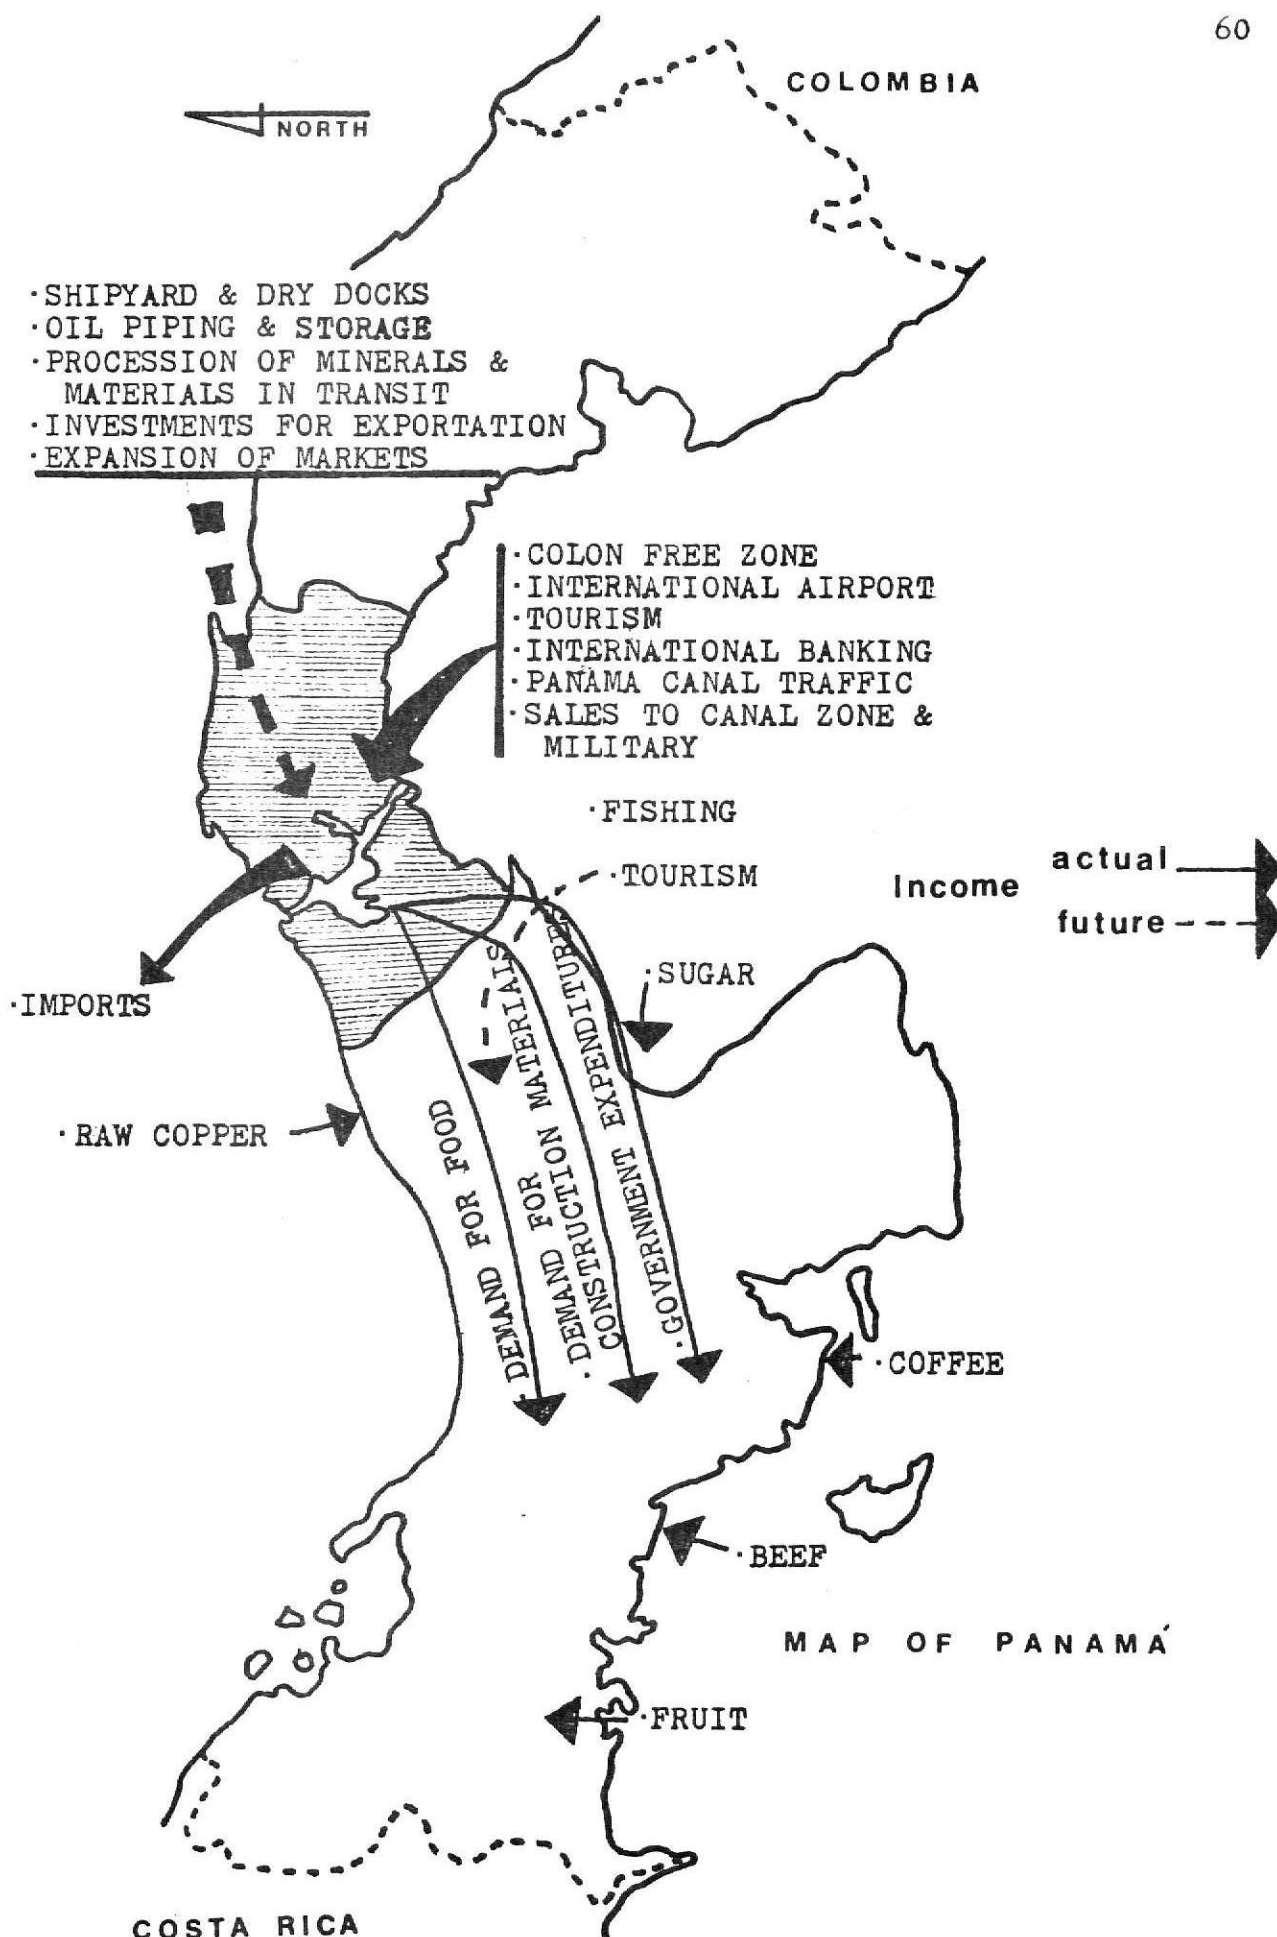 60
COLOMBIA
NORTH
·SHIPYARD & DRY DOCKS
·OIL PIPING & STORAGE
·PROCESSION OF MINERALS &
MATERIALS IN TRANSIT
·INVESTMENTS FOR EXPORTATION
·EXPANSION OF MARKETS
·COLON FREE ZONE
·INTERNATIONAL AIRPORT
·TOURISM
·INTERNATIONAL BANKING
·PANAMA CANAL TRAFFIC
·SALES TO CANAL ZONE &
MILITARY
·FISHING
·TOURISM
Income
actual
future
·SUGAR
·IMPORTS
·RAW COPPER
·DEMAND FOR FOOD
·DEMAND FOR
CONSTRUCTION MATERIALS
·GOVERNMENT EXPENDITURE
·COFFEE
·BEEF
MAP OF PANAMÁ
·FRUIT
COSTA RICA